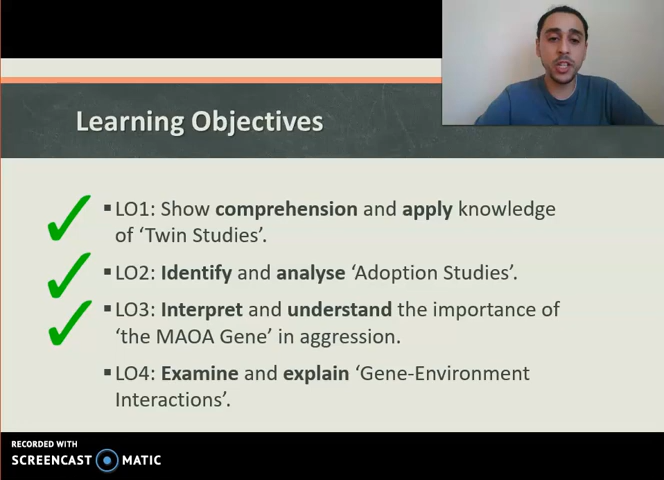 Learning Objectives
▪LO1: Show comprehension and apply knowledge
of ‘Twin Studies’.
▪LO2: Identify and analyse ‘Adoption Studies’.
▪LO3: Interpret and understand the importance of
‘the MAOA Gene’ in aggression.
▪LO4: Examine and explain ‘Gene-Environment
Interactions’.
RECORDED WITH
SCREENCAST MATIC